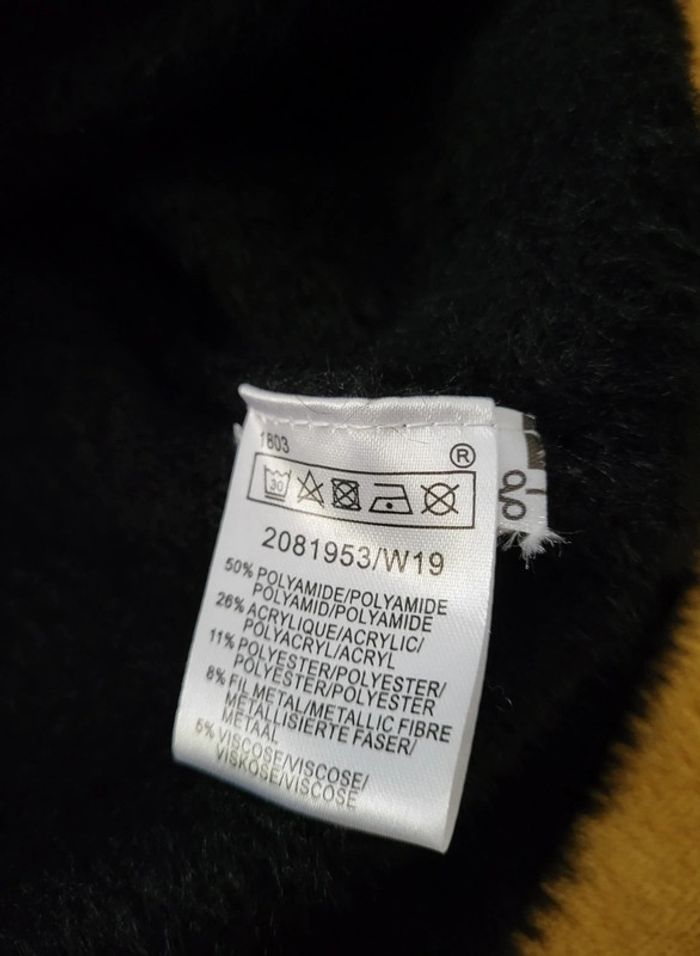 1803
®
30
2081953/W19
50% POLYAMIDE/POLYAMIDE
POLYAMID/POLYAMIDE
26% ACRYLIQUE/ACRYLIC/
POLYACRYL/ACRYL
11% POLYESTER/POLYESTER/
POLYESTER/POLYESTER
8% FIL METAL/METALLIC FIBRE
METALLISIERTE FASER/
METAAL
5% VISCOSE/VISCOSE/
VISKOSE/VISCOSE